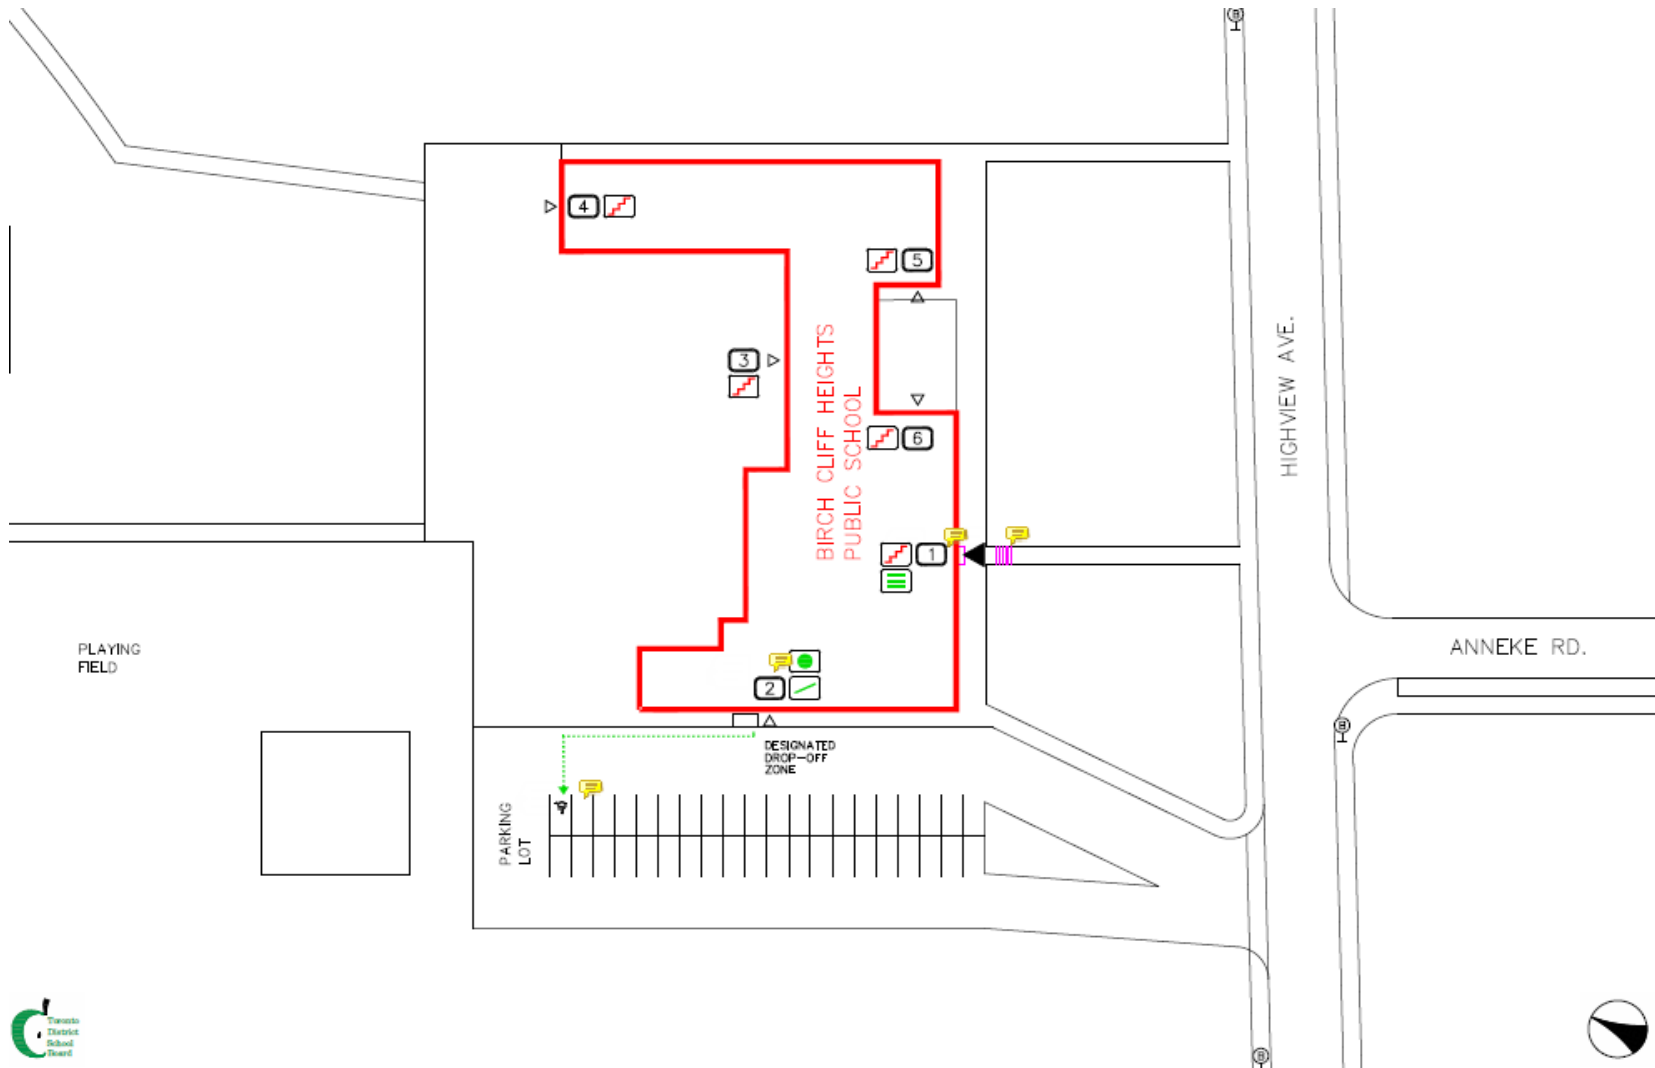 4
5
3
BIRCH CLIFF HEIGHTS
PUBLIC SCHOOL
6
1
HIGHVIEW AVE.
ANNEKE RD.
PLAYING
FIELD
2
DESIGNATED
DROP-OFF
ZONE
PARKING
LOT
Toronto
District
School
Board